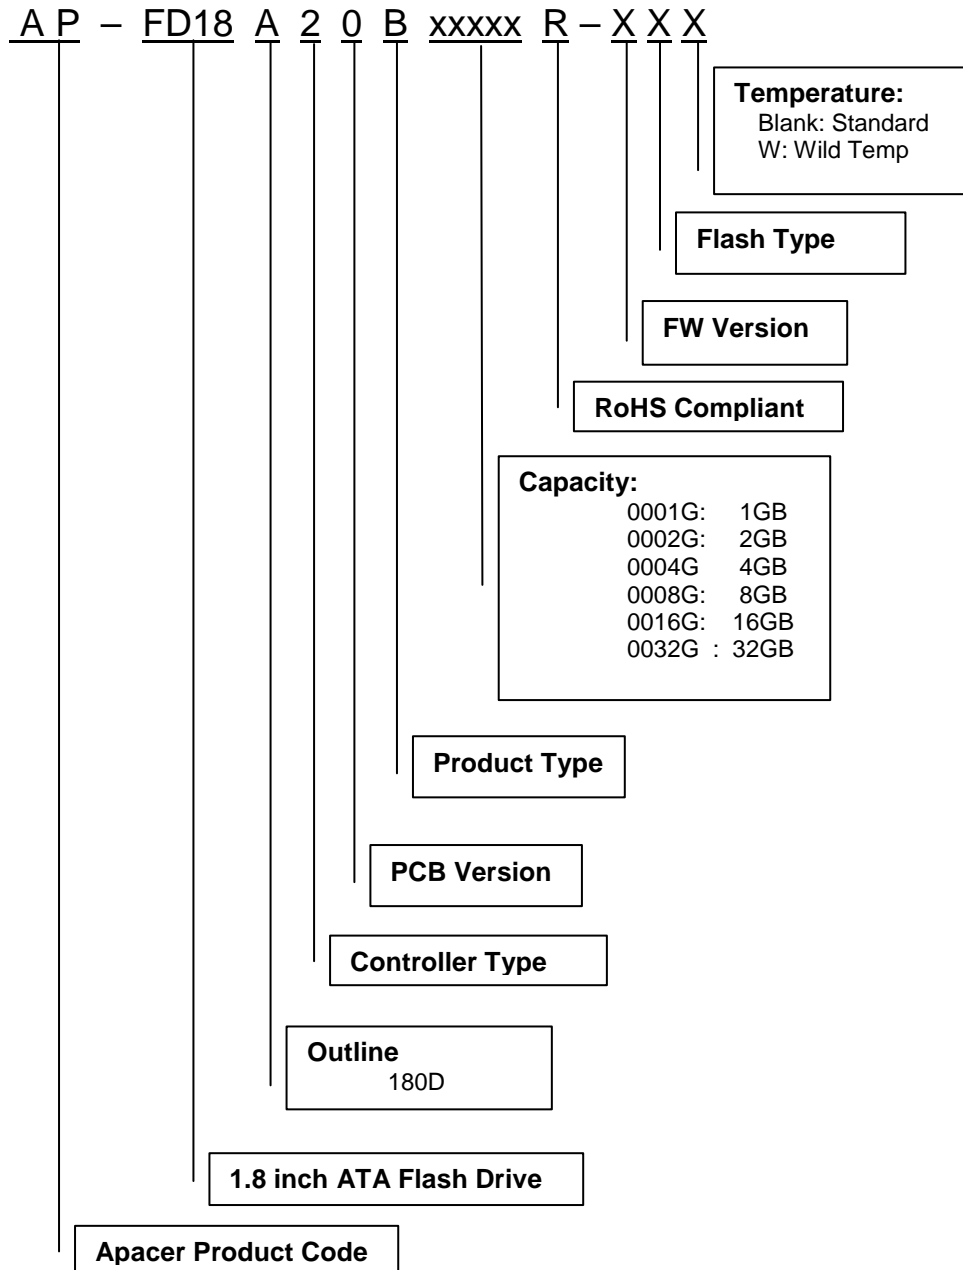 A P – FD18 A 2 0 B xxxxx R – X X X
Temperature:
Blank: Standard
W: Wild Temp
Flash Type
FW Version
RoHS Compliant
Capacity:
0001G: 1GB
0002G: 2GB
0004G 4GB
0008G: 8GB
0016G: 16GB
0032G : 32GB
Product Type
PCB Version
Controller Type
Outline
180D
1.8 inch ATA Flash Drive
Apacer Product Code